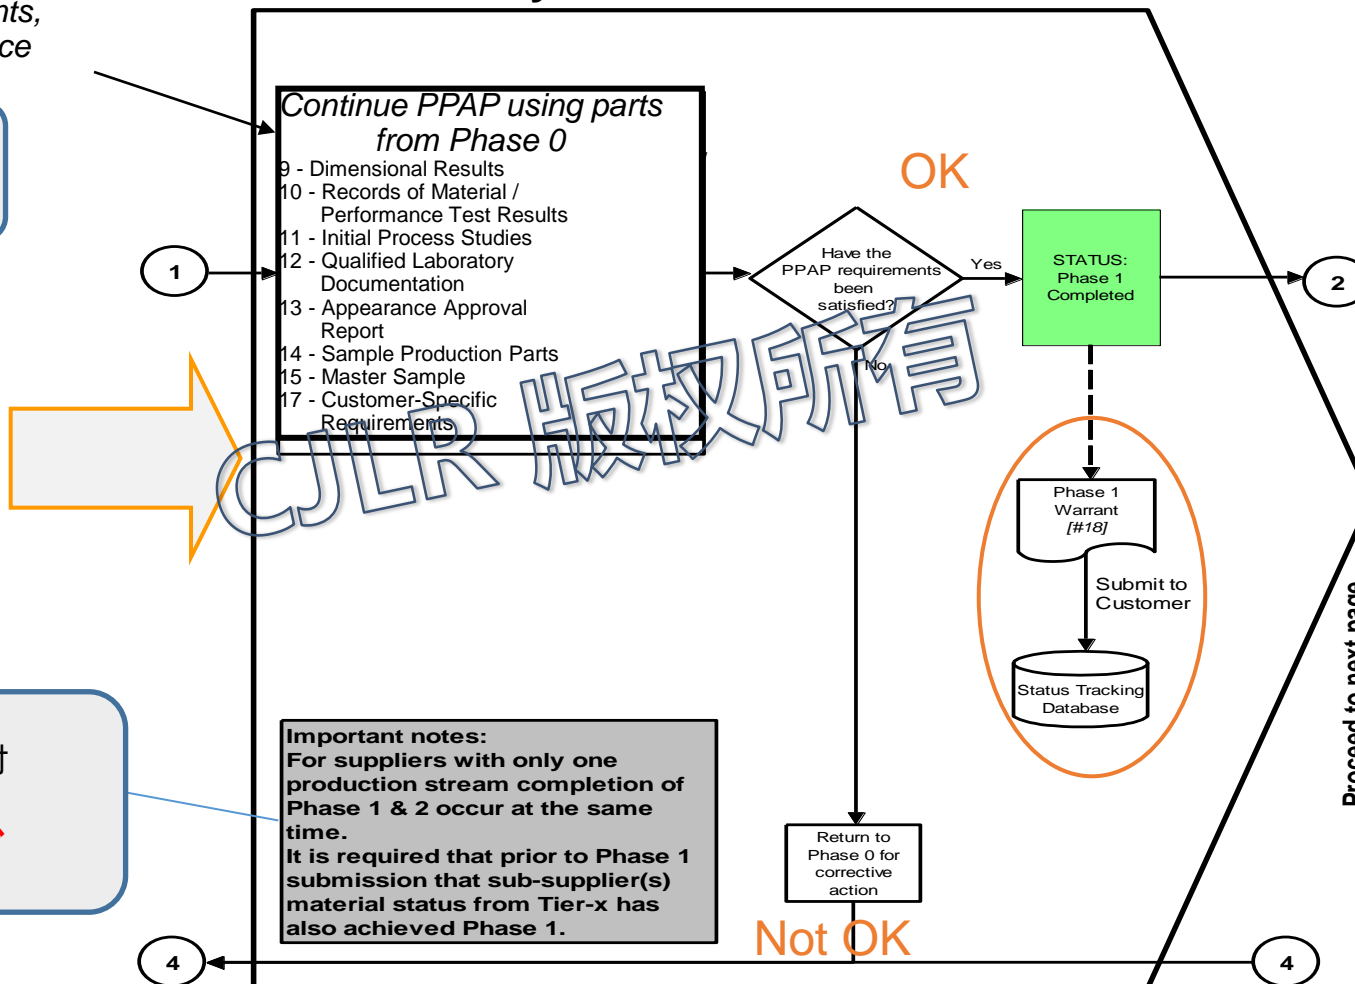 nts,
ce
Continue PPAP using parts
from Phase 0
9 - Dimensional Results
10 - Records of Material /
Performance Test Results
11 - Initial Process Studies
12 - Qualified Laboratory
Documentation
13 - Appearance Approval
Report
14 - Sample Production Parts
15 - Master Sample
17 - Customer-Specific
Requirements
1
OK
Have the
PPAP requirements
been
satisfied?
Yes
No
STATUS:
Phase 1
Completed
2
CJLR 版权所有
Phase 1
Warrant
[#18]
Submit to
Customer
Status Tracking
Database
Proceed to next page
Important notes:
For suppliers with only one
production stream completion of
Phase 1 & 2 occur at the same
time.
It is required that prior to Phase 1
submission that sub-supplier(s)
material status from Tier-x has
also achieved Phase 1.
Return to
Phase 0 for
corrective
action
Not OK
4
4